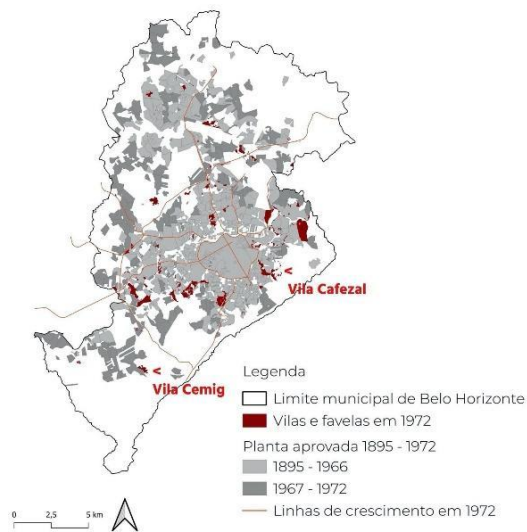 <
Vila Cafezal
<
Vila Cemig
Legenda
Limite municipal de Belo Horizonte
Vilas e favelas em 1972
Planta aprovada 1895 - 1972
1895 - 1966
1967 - 1972
Linhas de crescimento em 1972
0 2,5 5 km